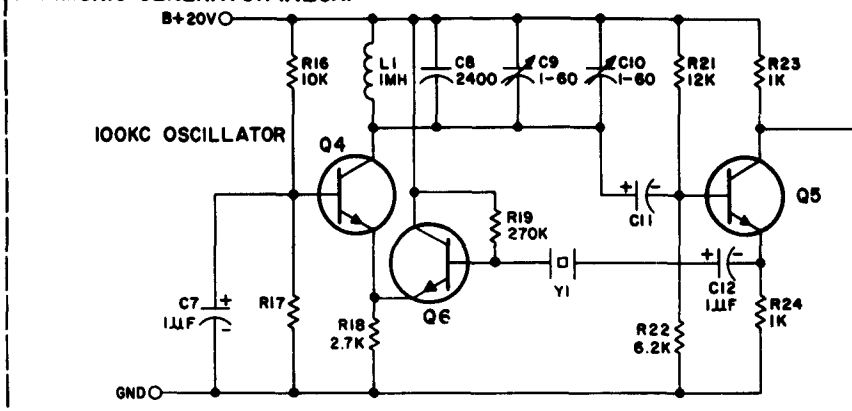 B+20V
R16
10K
L1
1MH
C8
2400
C9
1-60
C10
1-60
R21
12K
R23
1K
100KC OSCILLATOR
Q4
Q5
C11
R19
270K
Y1
C12
1µF
C7
1µF
R17
Q6
R18
2.7K
R22
6.2K
R24
1K
GND